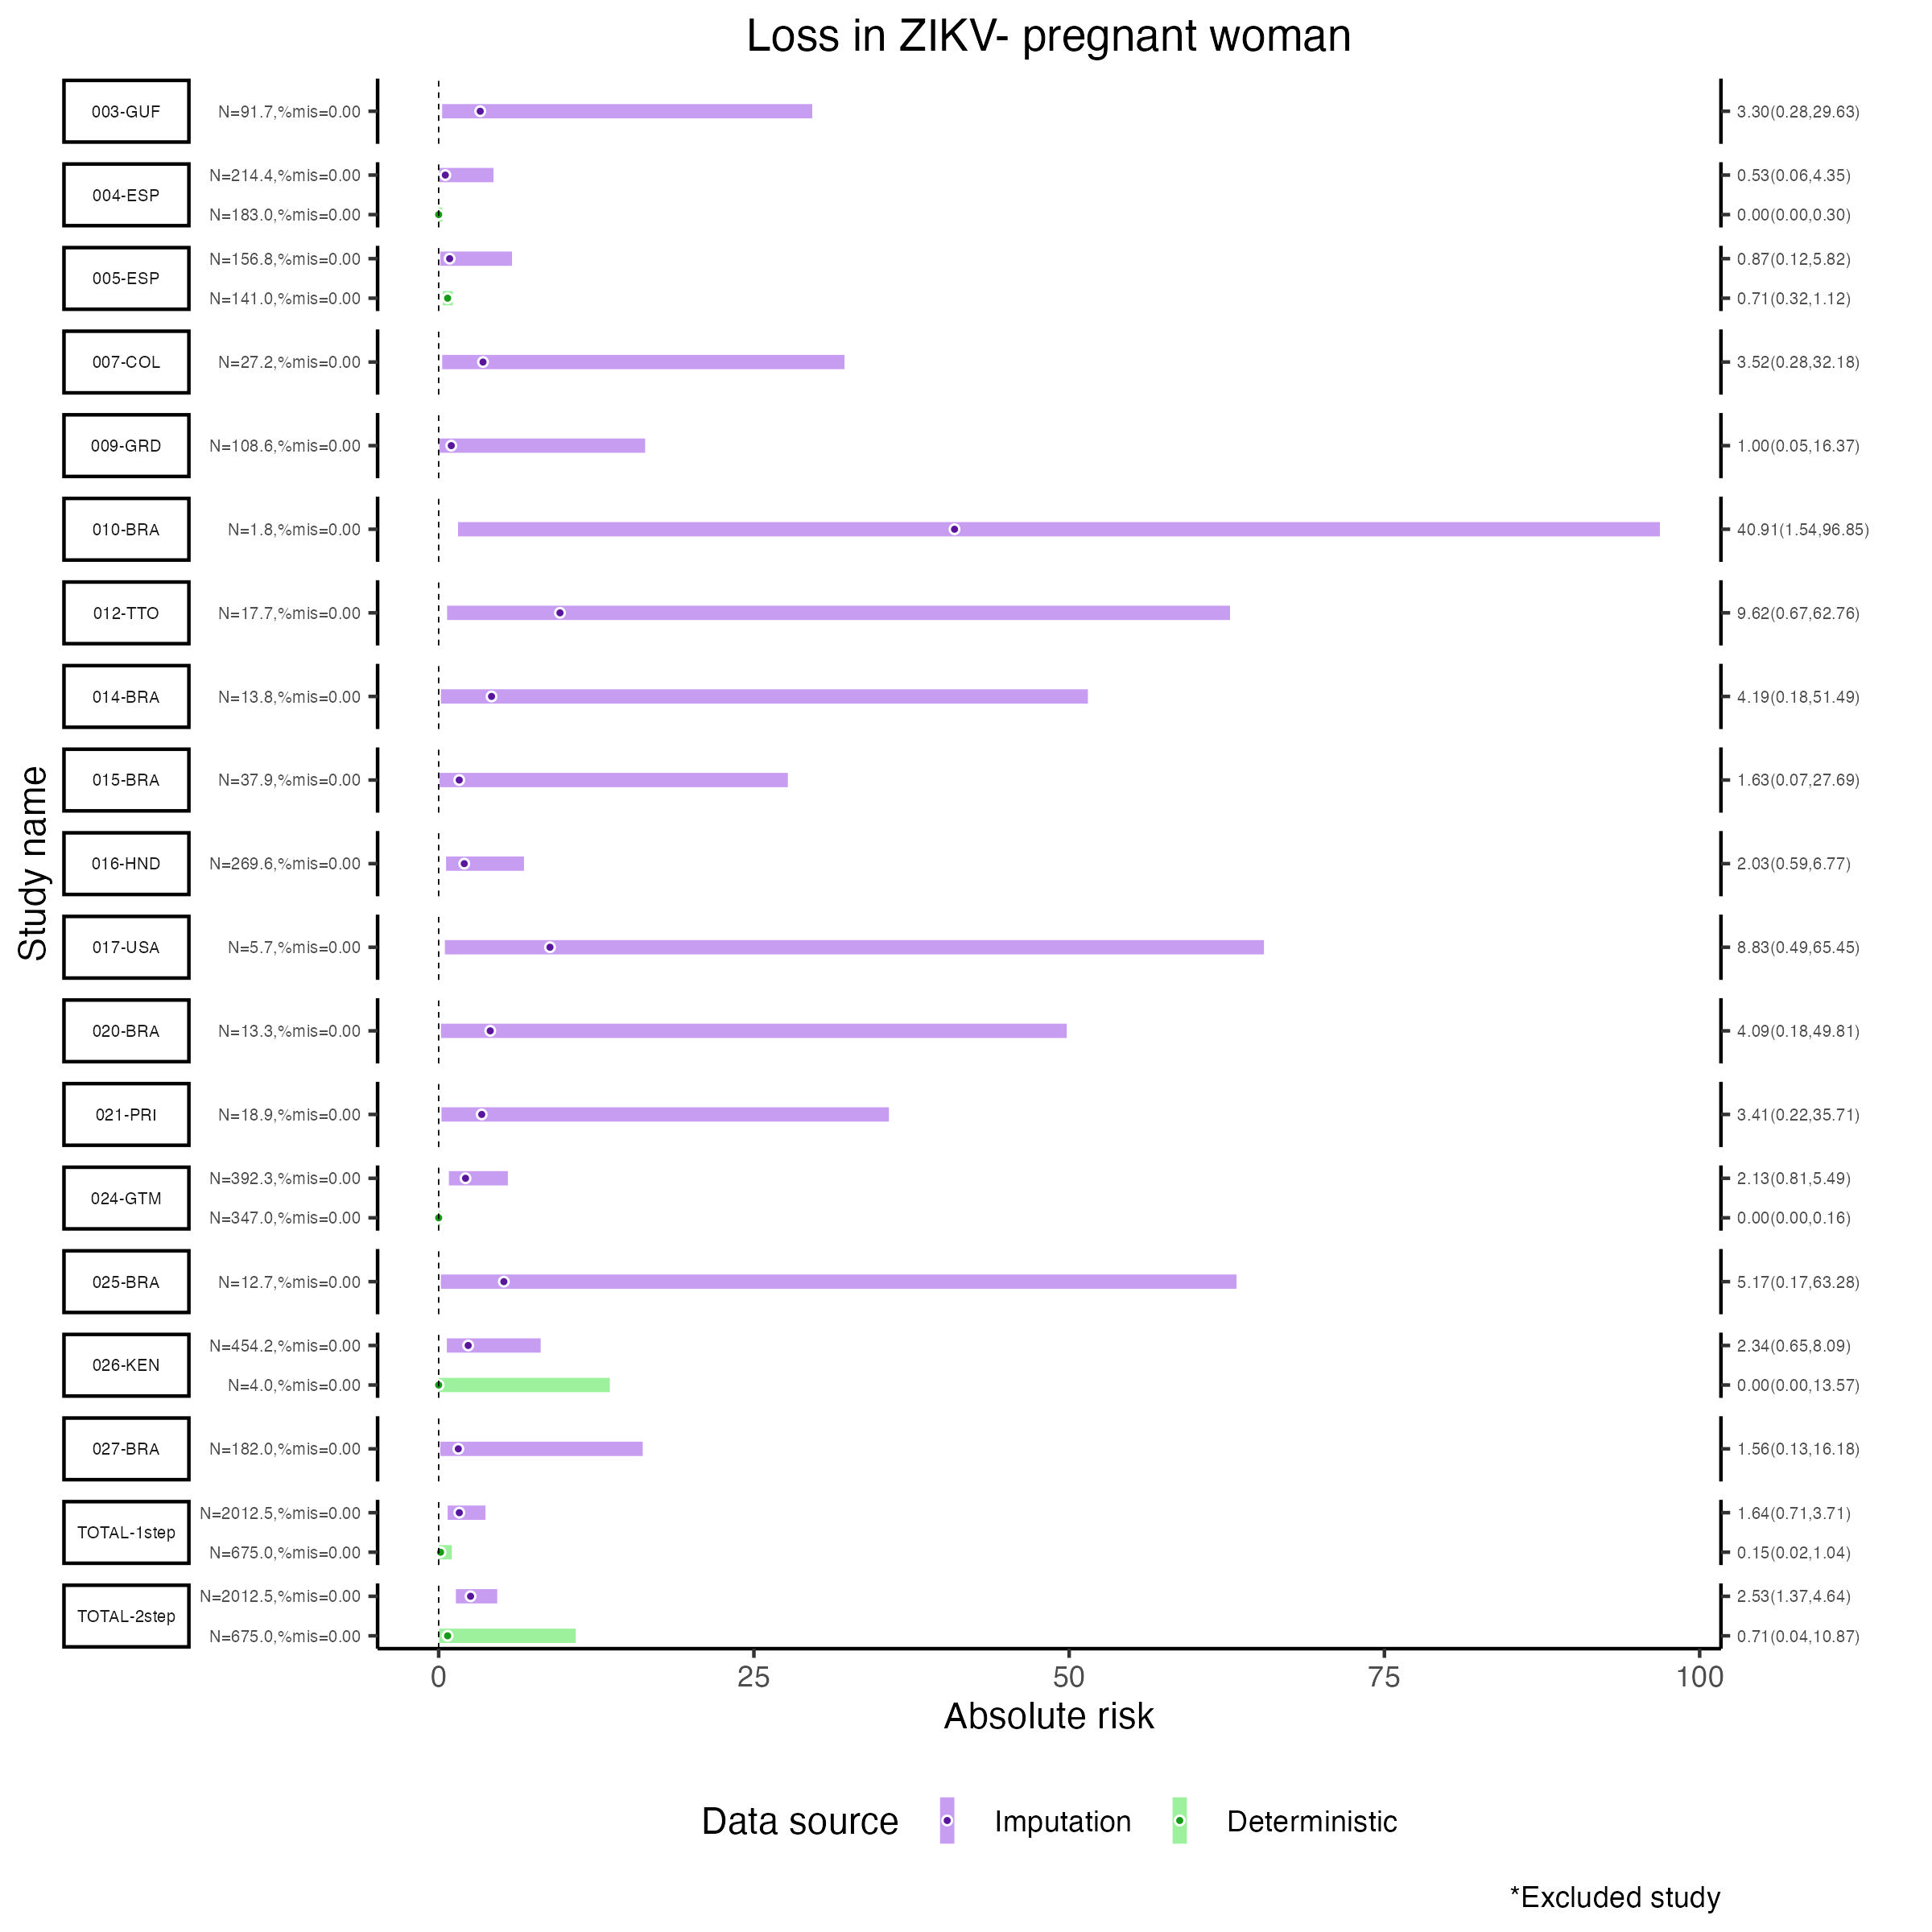 Loss in ZIKV- pregnant woman
003-GUF N=91.7,%mis=0.00 3.30(0.28,29.63)
004-ESP
N=214.4,%mis=0.00 0.53(0.06,4.35)
N=183.0,%mis=0.00 0.00(0.00,0.30)
005-ESP
N=156.8,%mis=0.00 0.87(0.12,5.82)
N=141.0,%mis=0.00 0.71(0.32,1.12)
007-COL N=27.2,%mis=0.00 3.52(0.28,32.18)
009-GRD N=108.6,%mis=0.00 1.00(0.05,16.37)
010-BRA N=1.8,%mis=0.00 40.91(1.54,96.85)
012-TTO N=17.7,%mis=0.00 9.62(0.67,62.76)
014-BRA N=13.8,%mis=0.00 4.19(0.18,51.49)
015-BRA N=37.9,%mis=0.00 1.63(0.07,27.69)
016-HND N=269.6,%mis=0.00 2.03(0.59,6.77)
017-USA N=5.7,%mis=0.00 8.83(0.49,65.45)
020-BRA N=13.3,%mis=0.00 4.09(0.18,49.81)
021-PRI N=18.9,%mis=0.00 3.41(0.22,35.71)
024-GTM
N=392.3,%mis=0.00 2.13(0.81,5.49)
N=347.0,%mis=0.00 0.00(0.00,0.16)
025-BRA N=12.7,%mis=0.00 5.17(0.17,63.28)
026-KEN
N=454.2,%mis=0.00 2.34(0.65,8.09)
N=4.0,%mis=0.00 0.00(0.00,13.57)
027-BRA N=182.0,%mis=0.00 1.56(0.13,16.18)
TOTAL-1step
N=2012.5,%mis=0.00 1.64(0.71,3.71)
N=675.0,%mis=0.00 0.15(0.02,1.04)
TOTAL-2step
N=2012.5,%mis=0.00 2.53(1.37,4.64)
N=675.0,%mis=0.00 0.71(0.04,10.87)
Study name
0 25 50 75 100
Absolute risk
Data source Imputation Deterministic
*Excluded study